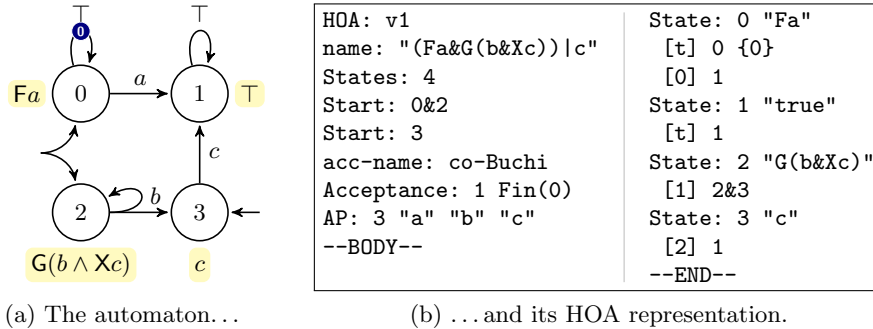 ⊤ ⊤
0
Fa 0 a 1 ⊤
c
2 b 3
G(b ∧ Xc) c
(a) The automaton...
HOA: v1
name: "(Fa&G(b&Xc))|c"
States: 4
Start: 0&2
Start: 3
acc-name: co-Buchi
Acceptance: 1 Fin(0)
AP: 3 "a" "b" "c"
--BODY--
State: 0 "Fa"
[t] 0 {0}
[0] 1
State: 1 "true"
[t] 1
State: 2 "G(b&Xc)"
[1] 2&3
State: 3 "c"
[2] 1
--END--
(b) ...and its HOA representation.